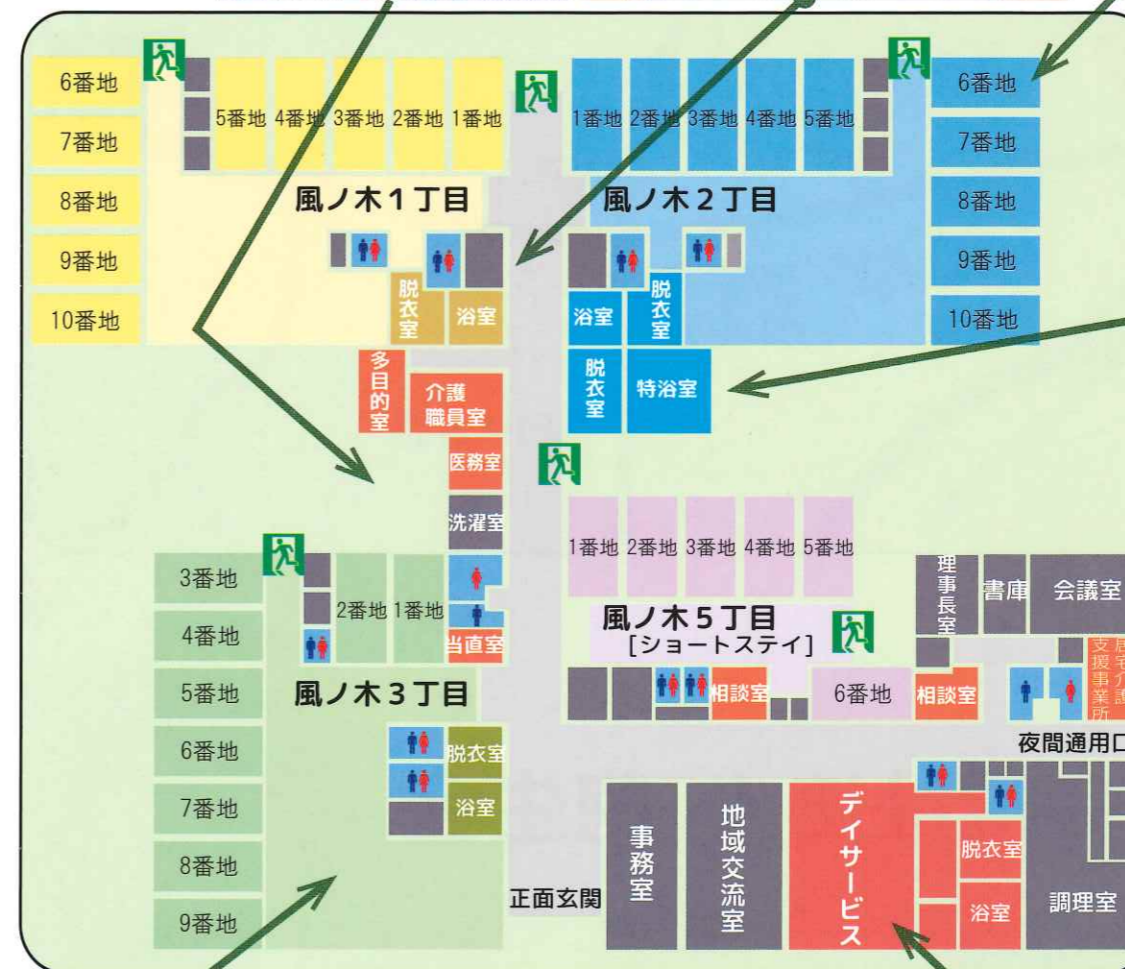 6番地
7番地
8番地
9番地
10番地
5番地 4番地 3番地 2番地 1番地
風ノ木1丁目
脱衣室
浴室
1番地 2番地 3番地 4番地 5番地
6番地
7番地
8番地
9番地
10番地
風ノ木2丁目
浴室
脱衣室
脱衣室
特浴室
多目的室
介護
職員室
医務室
洗濯室
当直室
3番地
4番地
5番地
6番地
7番地
8番地
9番地
2番地 1番地
風ノ木3丁目
脱衣室
浴室
1番地 2番地 3番地 4番地 5番地
風ノ木5丁目
[ショートステイ]
相談室
6番地
相談室
理事長室
書庫
会議室
居宅介護
支援事業所
夜間通用口
正面玄関
事務室
地域交流室
デイサービス
脱衣室
浴室
調理室